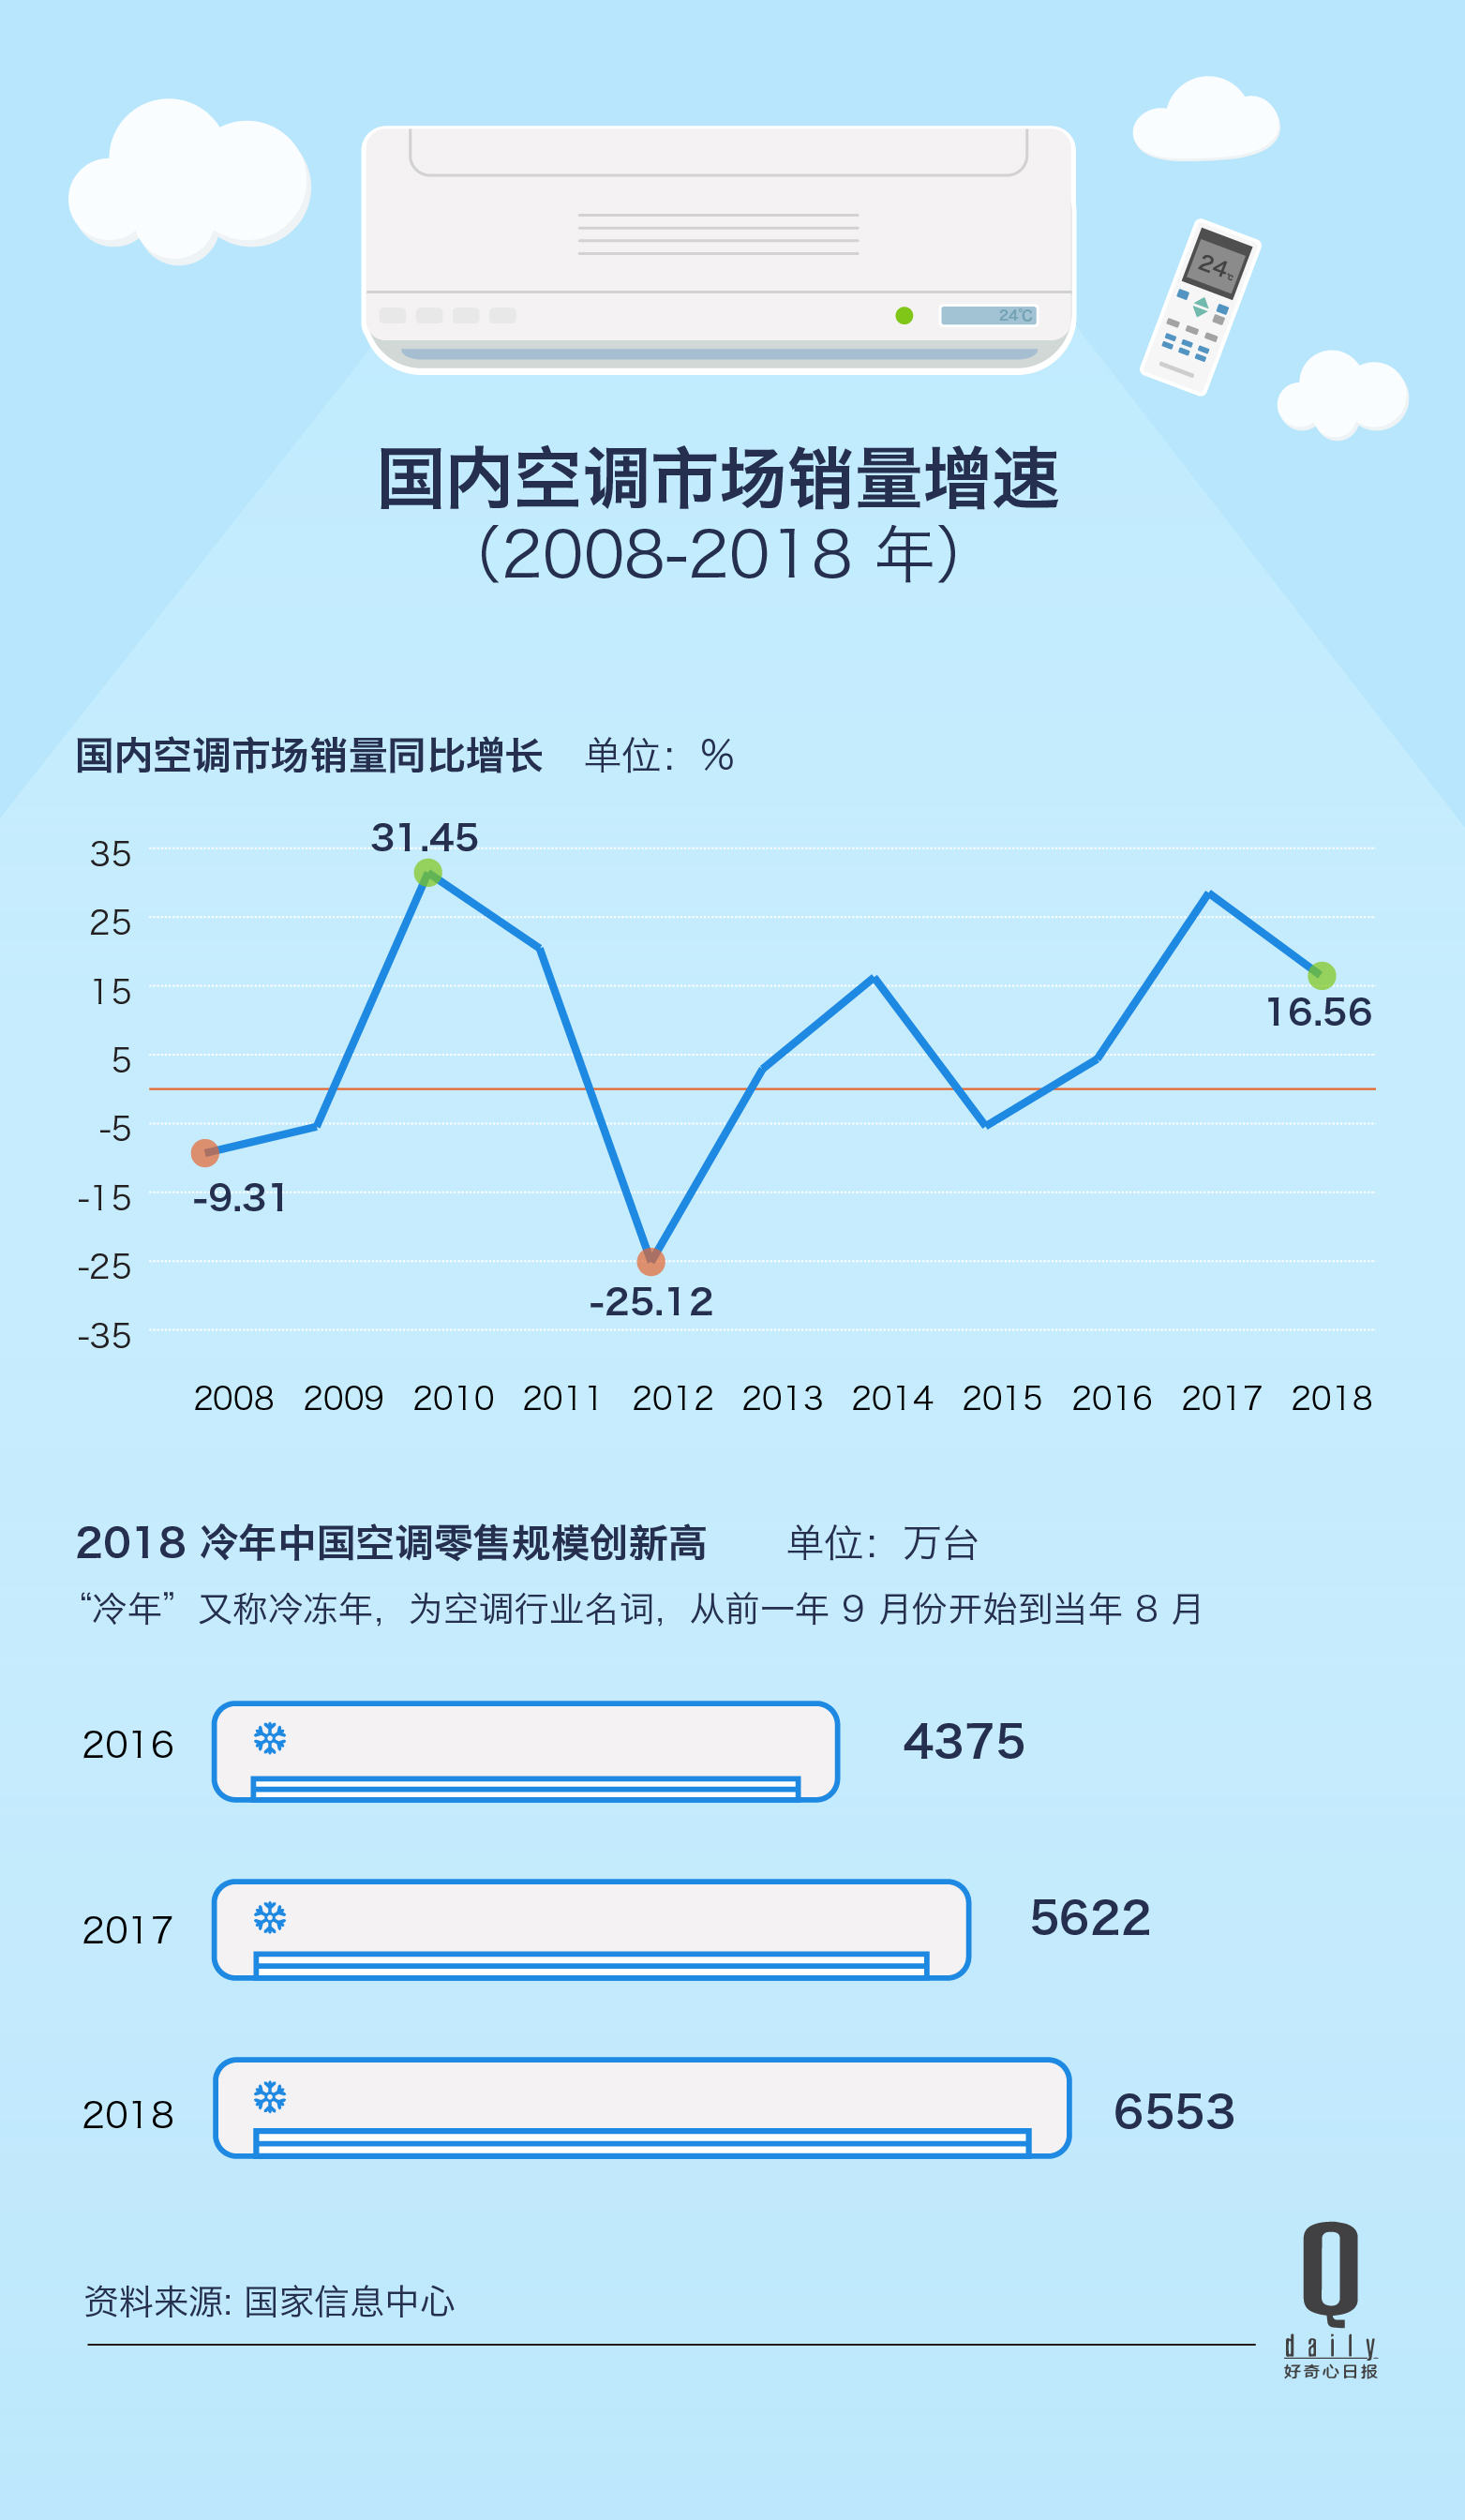 24℃
24℃
国内空调市场销量增速
（2008-2018 年）
国内空调市场销量同比增长 单位：%
35
25
15
5
-5
-15
-25
-35
31.45
16.56
-9.31
-25.12
2008 2009 2010 2011 2012 2013 2014 2015 2016 2017 2018
2018 冷年中国空调零售规模创新高 单位：万台
“冷年” 又称冷冻年，为空调行业名词，从前一年 9 月份开始到当年 8 月
2016 4375
2017 5622
2018 6553
资料来源: 国家信息中心
Q
daily
好奇心日报